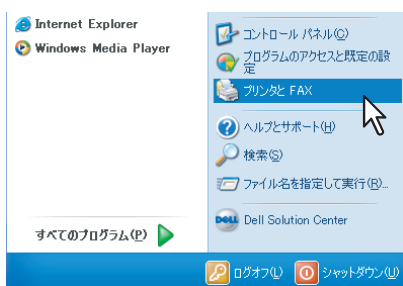 Internet Explorer
Windows Media Player
すべてのプログラム(P)
コントロール パネル(C)
プログラムのアクセスと既定の設
定
プリンタと FAX
ヘルプとサポート(H)
検索(S)
ファイル名を指定して実行(R)...
DELL Dell Solution Center
ログオフ(L) シャットダウン(U)